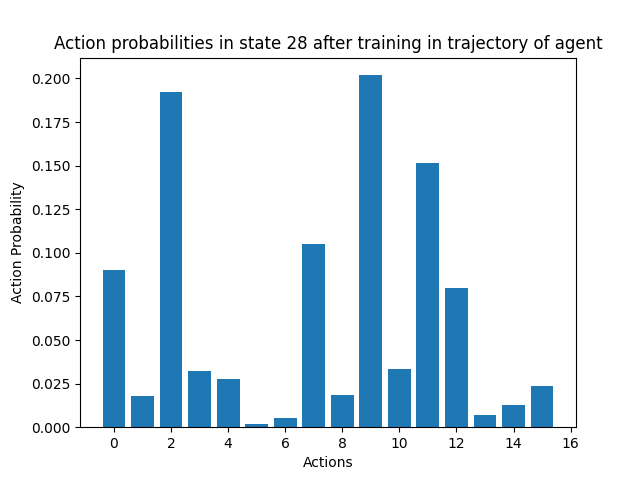 Action probabilities in state 28 after training in trajectory of agent
0.200
0.175
0.150
0.125
0.100
0.075
0.050
0.025
0.000
Action Probability
0 2 4 6 8 10 12 14 16
Actions